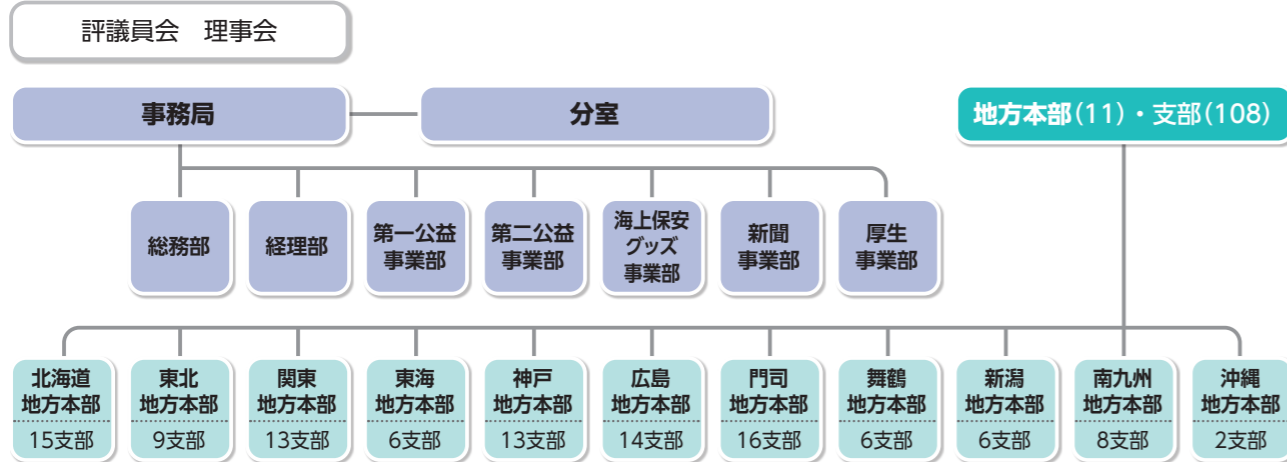 評議員会　理事会
事務局
分室
地方本部(11)・支部(108)
総務部
経理部
第一公益
事業部
第二公益
事業部
海上保安
グッズ
事業部
新聞
事業部
厚生
事業部
北海道
地方本部
15支部
東北
地方本部
9支部
関東
地方本部
13支部
東海
地方本部
6支部
神戸
地方本部
13支部
広島
地方本部
14支部
門司
地方本部
16支部
舞鶴
地方本部
6支部
新潟
地方本部
6支部
南九州
地方本部
8支部
沖縄
地方本部
2支部